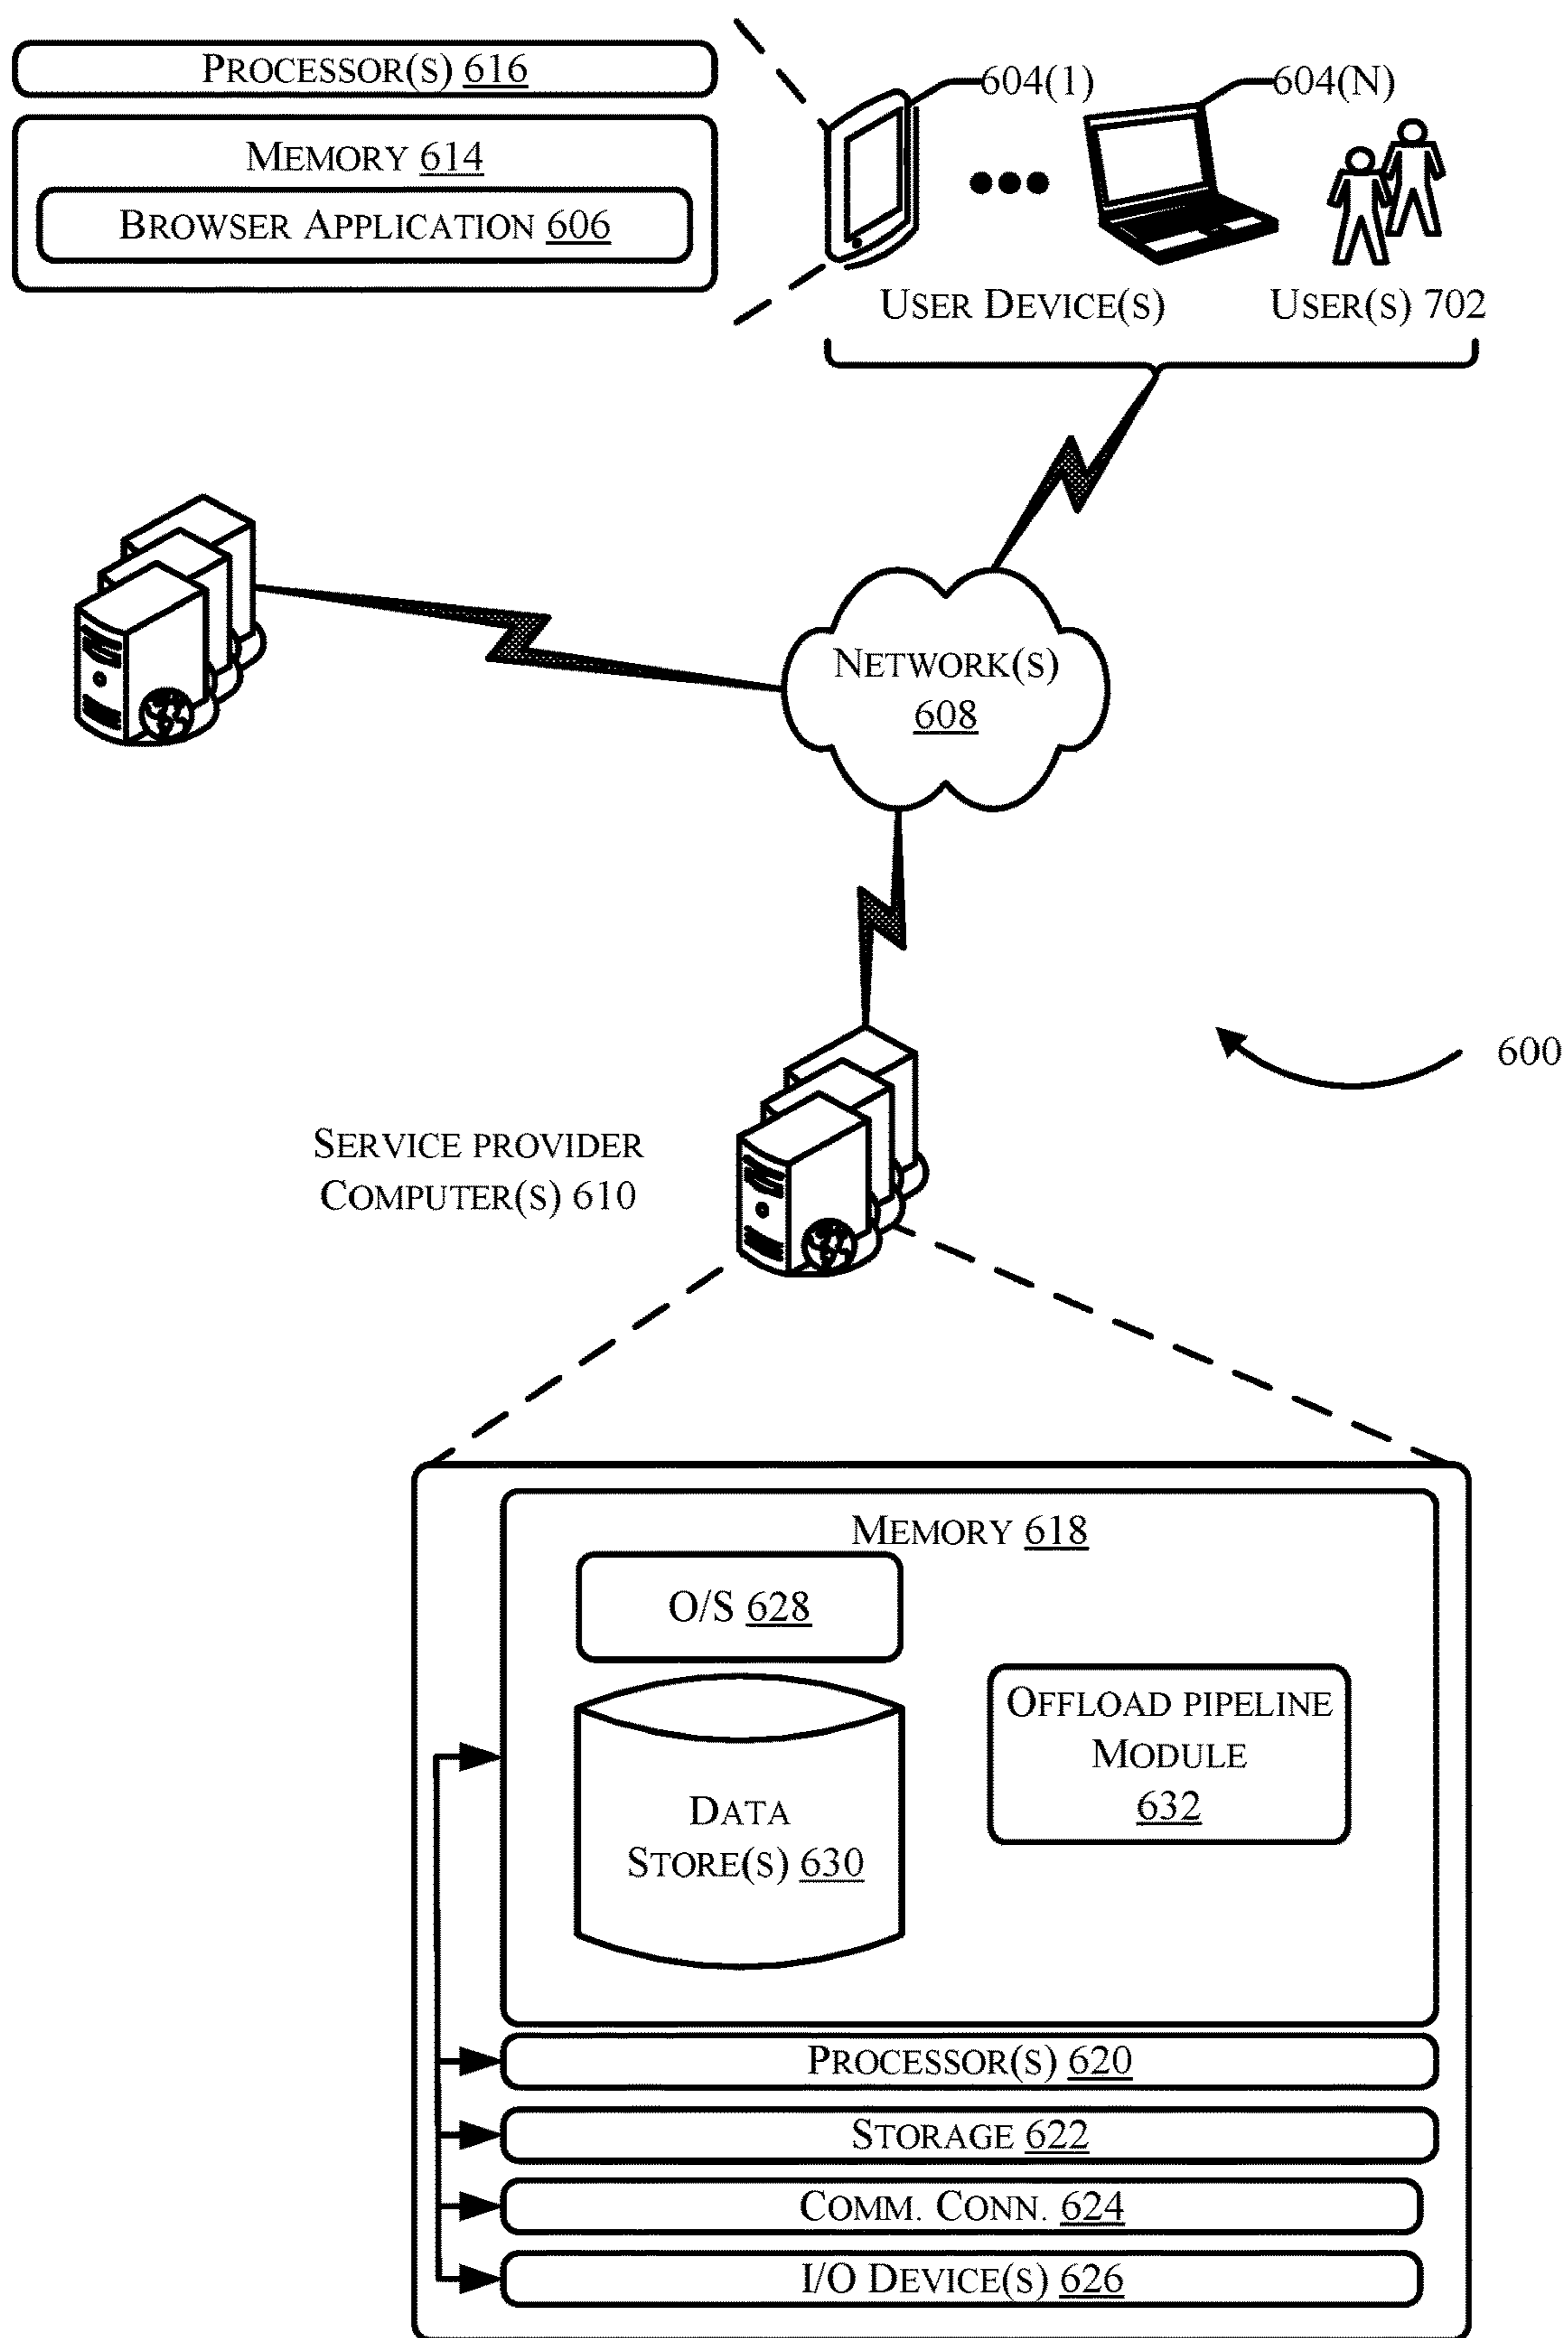 PROCESSOR(S) 616
MEMORY 614
BROWSER APPLICATION 606
604(1)
604(N)
USER DEVICE(S)
USER(S) 702
NETWORK(S)
608
600
SERVICE PROVIDER
COMPUTER(S) 610
MEMORY 618
O/S 628
OFFLOAD PIPELINE
MODULE
632
DATA
STORE(S) 630
PROCESSOR(S) 620
STORAGE 622
COMM. CONN. 624
I/O DEVICE(S) 626